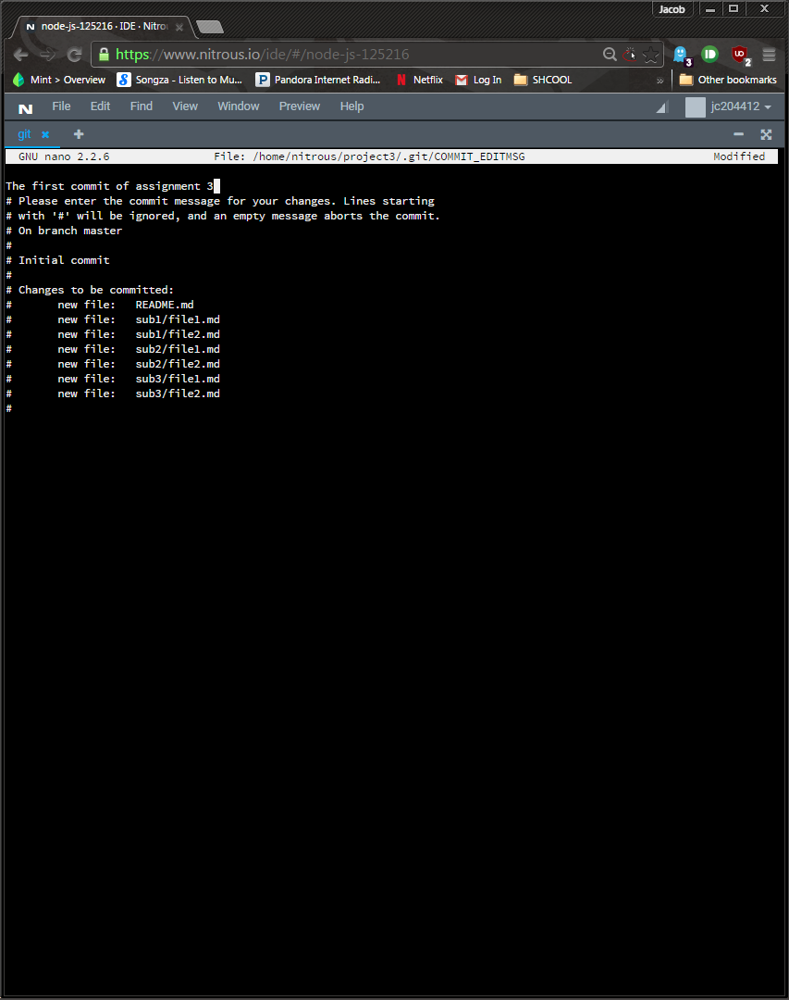 Jacob
node-js-125216 · IDE · Nitro
https://www.nitrous.io/ide/#/node-js-125216
3
2
Mint > Overview Songza - Listen to Mu... Pandora Internet Radi... Netflix Log In SHCOOL » Other bookmarks
N File Edit Find View Window Preview Help jc204412
git × +
GNU nano 2.2.6 File: /home/nitrous/project3/.git/COMMIT_EDITMSG Modified
The first commit of assignment 3
# Please enter the commit message for your changes. Lines starting
# with '#' will be ignored, and an empty message aborts the commit.
# On branch master
#
# Initial commit
#
# Changes to be committed:
#       new file:   README.md
#       new file:   sub1/file1.md
#       new file:   sub1/file2.md
#       new file:   sub2/file1.md
#       new file:   sub2/file2.md
#       new file:   sub3/file1.md
#       new file:   sub3/file2.md
#